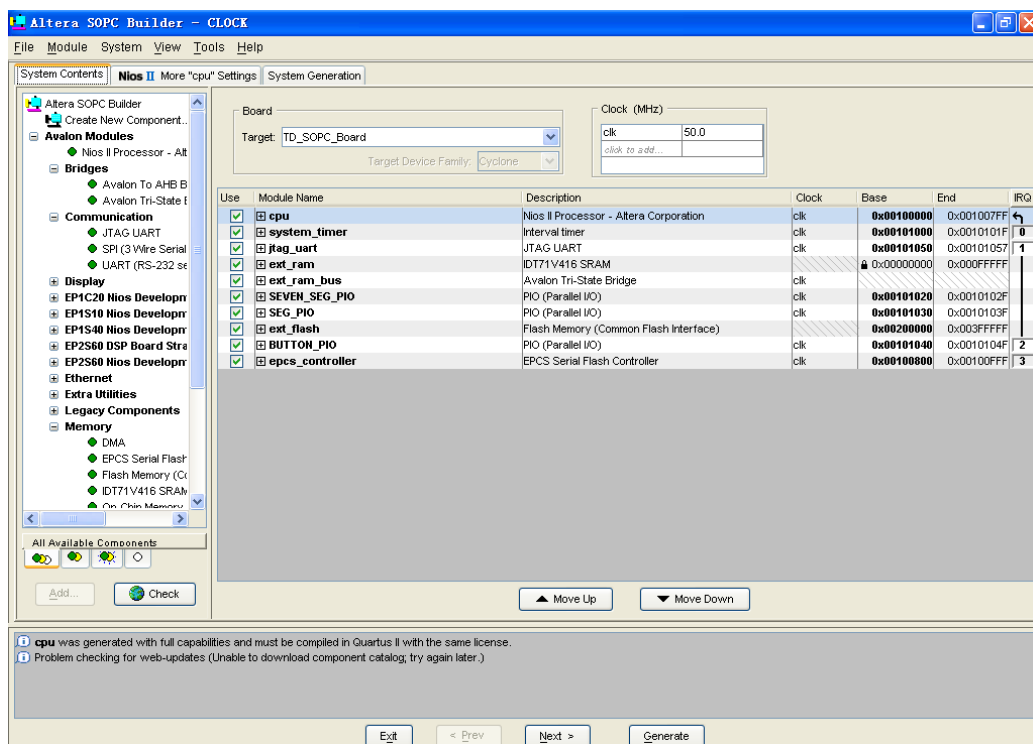 Altera SOPC Builder - CLOCK
File Module System View Tools Help
System Contents Nios II More "cpu" Settings System Generation
Altera SOPC Builder
Create New Component..
Avalon Modules
Nios II Processor - Alt
Bridges
Avalon To AHB B
Avalon Tri-State
Communication
JTAG UART
SPI (3 Wire Serial
UART (RS-232 se
Display
EP1C20 Nios Developm
EP1S10 Nios Developm
EP1S40 Nios Developm
EP2S60 DSP Board Stra
EP2S60 Nios Developm
Ethernet
Extra Utilities
Legacy Components
Memory
DMA
EPCS Serial Flash
Flash Memory (Co
IDT71V416 SRAM
On Chip Memory
All Available Components
Add... Check
Board
Target: TD_SOPC_Board
Target Device Family: Cyclone
Clock (MHz)
clk 50.0
click to add...
Use Module Name Description Clock Base End IRQ
cpu Nios II Processor - Altera Corporation clk 0x00100000 0x001007FF
system_timer Interval timer clk 0x00101000 0x0010101F 0
jtag_uart JTAG UART clk 0x00101050 0x00101057 1
ext_ram IDT71V416 SRAM 0x00000000 0x000FFFFF
ext_ram_bus Avalon Tri-State Bridge clk
SEVEN_SEG_PIO PIO (Parallel I/O) clk 0x00101020 0x0010102F
SEG_PIO PIO (Parallel I/O) clk 0x00101030 0x0010103F
ext_flash Flash Memory (Common Flash Interface) 0x00200000 0x003FFFFF
BUTTON_PIO PIO (Parallel I/O) clk 0x00101040 0x0010104F 2
epcs_controller EPCS Serial Flash Controller clk 0x00100800 0x00100FFF 3
Move Up Move Down
cpu was generated with full capabilities and must be compiled in Quartus II with the same license.
Problem checking for web-updates (Unable to download component catalog; try again later.)
Exit < Prev Next > Generate